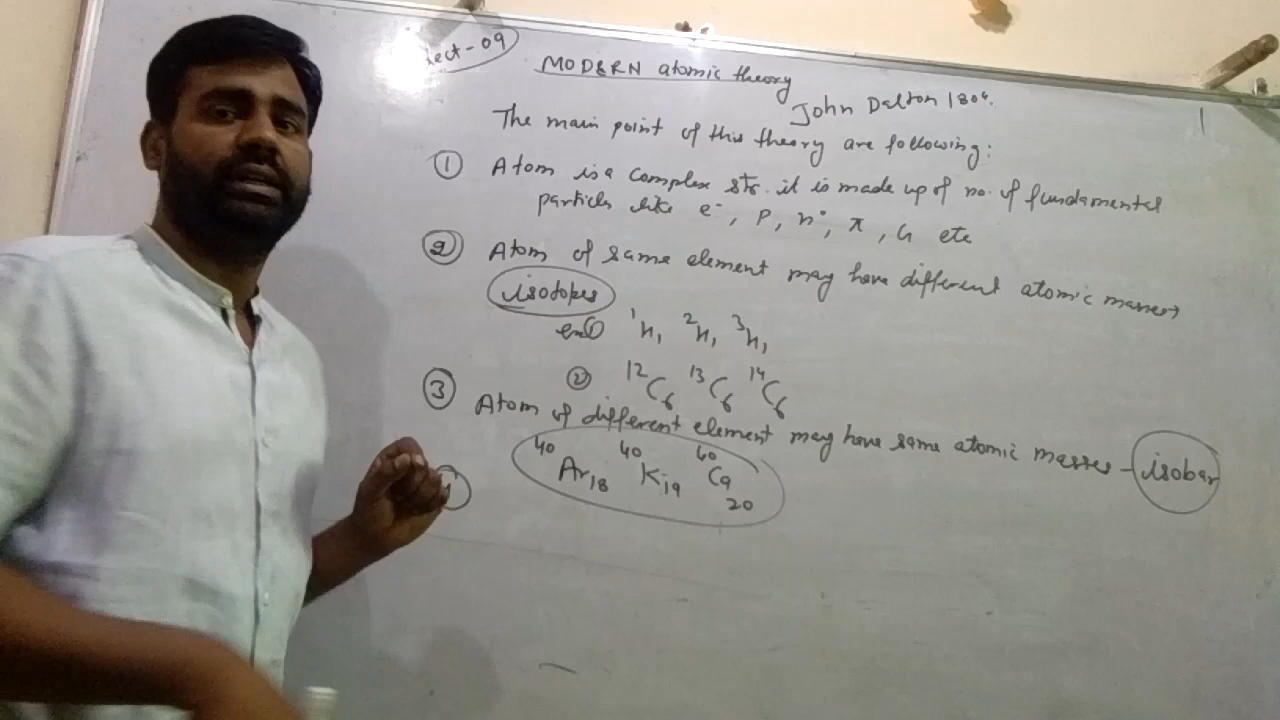 Lect-09
MODERN atomic theory
John Dalton 180
The main point of this theory are following:
① Atom is a complex str. it is made up of no. of fundamental
particles like e⁻, p, n°, π, etc
② Atom of same element may have different atomic masses
isotopes
① ¹H₁ ²H₁ ³H₁
② ¹²C₆ ¹³C₆ ¹⁴C₆
③ Atom of different element may have same atomic masses - isobar
⁴⁰Ar₁₈ ⁴⁰K₁₉ ⁴⁰Ca₂₀